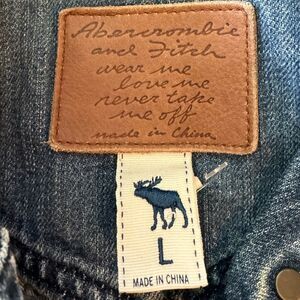 Abercrombie
and Fitch
wear me
love me
never take
me off
made in China
L
MADE IN CHINA